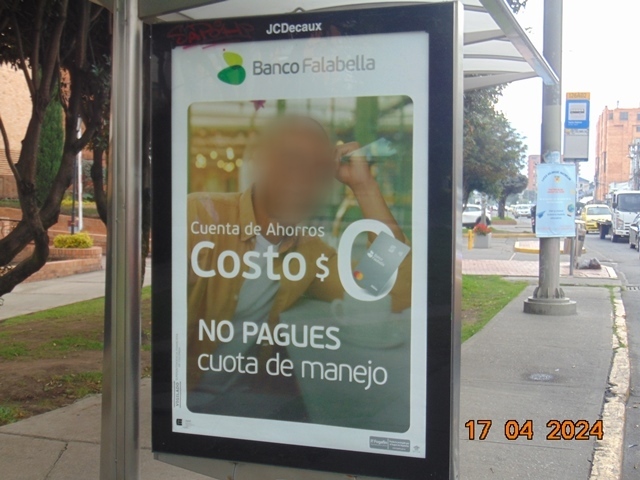 JCDecaux
Banco Falabella
Cuenta de Ahorros
Costo $ 0
NO PAGUES
cuota de manejo
17 04 2024